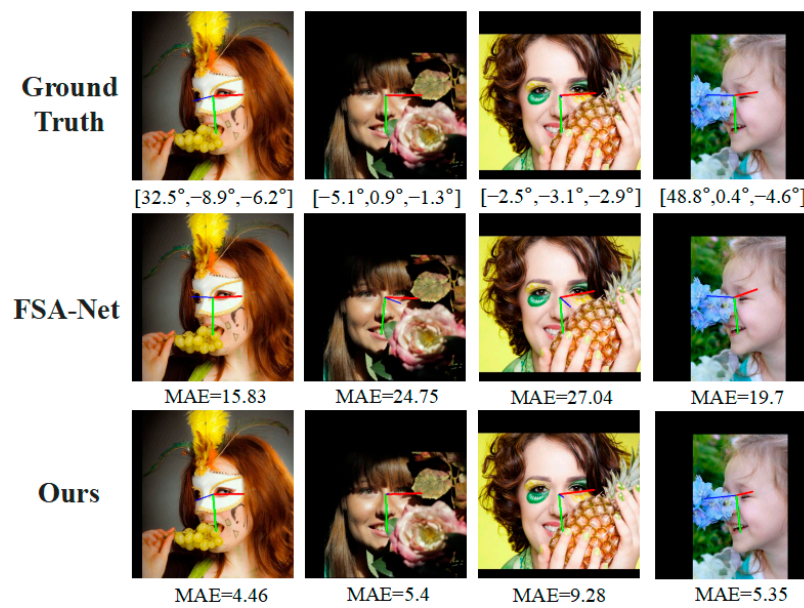 Ground
Truth
[32.5°,−8.9°,−6.2°] [−5.1°,0.9°,−1.3°] [−2.5°,−3.1°,−2.9°] [48.8°,0.4°,−4.6°]
FSA-Net
MAE=15.83 MAE=24.75 MAE=27.04 MAE=19.7
Ours
MAE=4.46 MAE=5.4 MAE=9.28 MAE=5.35